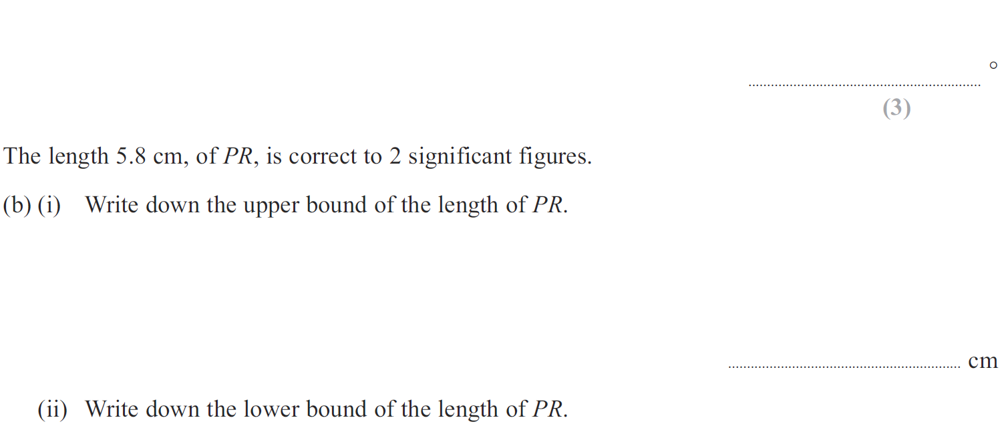 ............................................................... °
(3)
The length 5.8 cm, of PR, is correct to 2 significant figures.
(b) (i) Write down the upper bound of the length of PR.
............................................................... cm
(ii) Write down the lower bound of the length of PR.